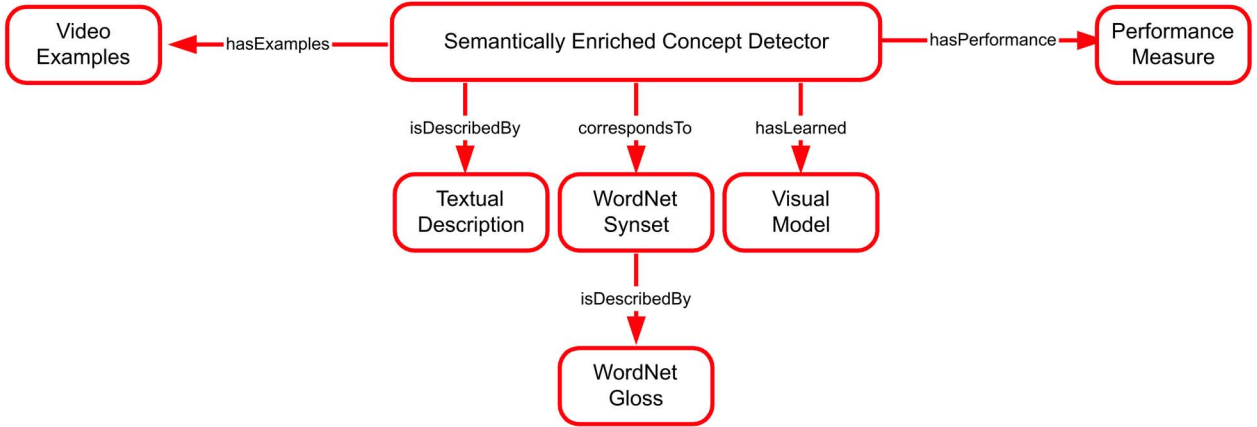 Video
Examples
hasExamples
Semantically Enriched Concept Detector
hasPerformance
Performance
Measure
isDescribedBy
correspondsTo
hasLearned
Textual
Description
WordNet
Synset
Visual
Model
isDescribedBy
WordNet
Gloss